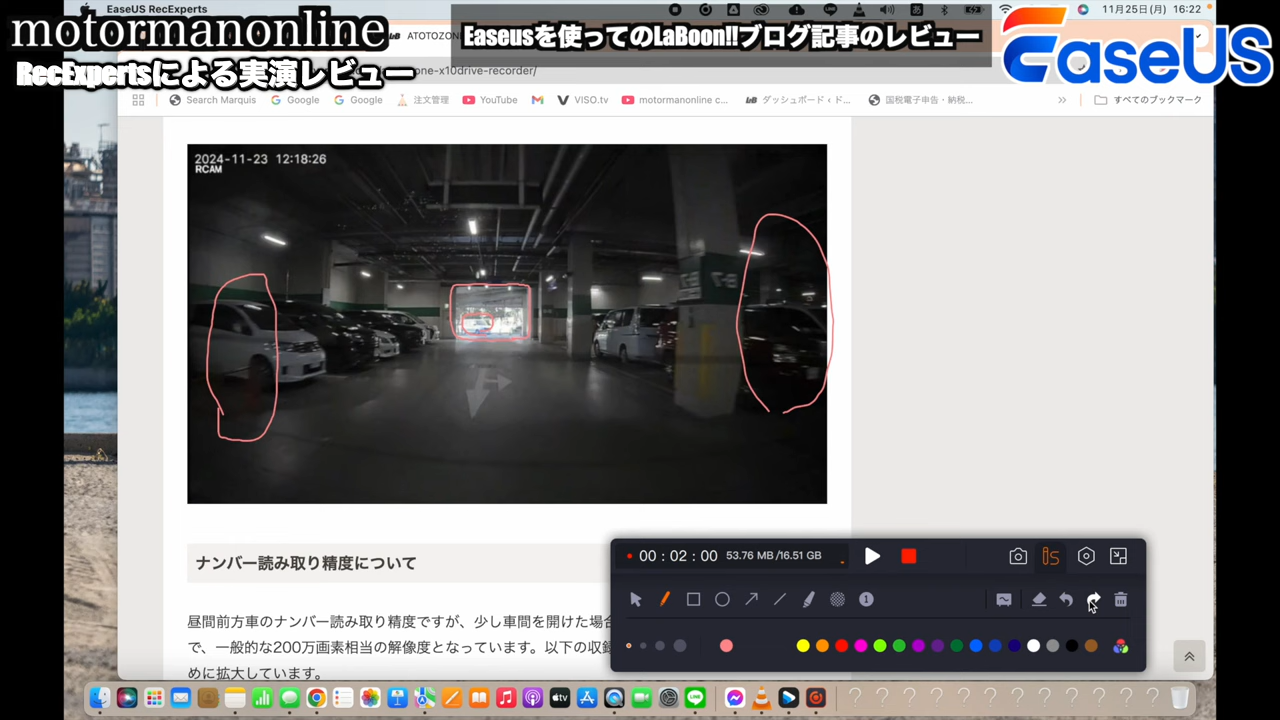 EaseUS RecExperts
11月25日(月) 16:22
motormanonline
RecExpertsによる実演レビュー
Easeusを使ってのLaBoon!!ブログ記事のレビュー
EaseUS
ATOTOZONE
one-x10drive-recorder/
Search Marquis
Google
Google
注文管理
YouTube
VISO.tv
motormanonline c...
ダッシュボード ‹ ド...
国税電子申告・納税...
すべてのブックマーク
2024-11-23 12:18:26
RCAM
ナンバー読み取り精度について
昼間前方車のナンバー読み取り精度ですが、少し車間を開けた場合
で、一般的な200万画素相当の解像度となっています。以下の収録
めに拡大しています。
00 : 02 : 00
53.76 MB/16.51 GB
1